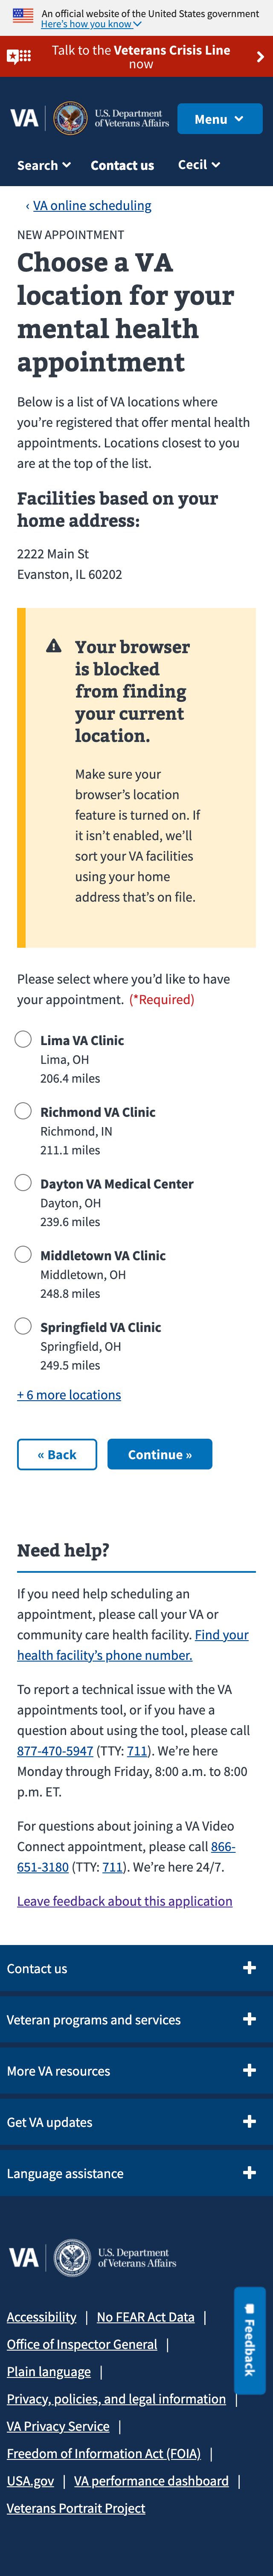 An official website of the United States government
Here's how you know
Talk to the Veterans Crisis Line
now
VA
U.S. Department
of Veterans Affairs
Menu
Search
Contact us
Cecil
‹ VA online scheduling
NEW APPOINTMENT
Choose a VA
location for your
mental health
appointment
Below is a list of VA locations where
you’re registered that offer mental health
appointments. Locations closest to you
are at the top of the list.
Facilities based on your
home address:
2222 Main St
Evanston, IL 60202
Your browser
is blocked
from finding
your current
location.
Make sure your
browser’s location
feature is turned on. If
it isn’t enabled, we’ll
sort your VA facilities
using your home
address that’s on file.
Please select where you’d like to have
your appointment. (*Required)
Lima VA Clinic
Lima, OH
206.4 miles
Richmond VA Clinic
Richmond, IN
211.1 miles
Dayton VA Medical Center
Dayton, OH
239.6 miles
Middletown VA Clinic
Middletown, OH
248.8 miles
Springfield VA Clinic
Springfield, OH
249.5 miles
+ 6 more locations
« Back
Continue »
Need help?
If you need help scheduling an
appointment, please call your VA or
community care health facility. Find your
health facility’s phone number.
To report a technical issue with the VA
appointments tool, or if you have a
question about using the tool, please call
877-470-5947 (TTY: 711). We’re here
Monday through Friday, 8:00 a.m. to 8:00
p.m. ET.
For questions about joining a VA Video
Connect appointment, please call 866-
651-3180 (TTY: 711). We’re here 24/7.
Leave feedback about this application
Contact us
Veteran programs and services
More VA resources
Get VA updates
Language assistance
VA
U.S. Department
of Veterans Affairs
Feedback
Accessibility | No FEAR Act Data |
Office of Inspector General |
Plain language |
Privacy, policies, and legal information |
VA Privacy Service |
Freedom of Information Act (FOIA) |
USA.gov | VA performance dashboard |
Veterans Portrait Project